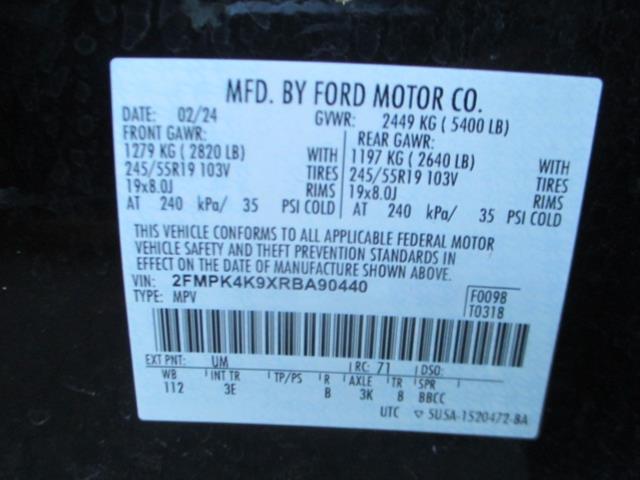 MFD. BY FORD MOTOR CO.
DATE: 02/24 GVWR: 2449 KG ( 5400 LB)
FRONT GAWR: REAR GAWR:
1279 KG ( 2820 LB) WITH 1197 KG ( 2640 LB) WITH
245/55R19 103V TIRES 245/55R19 103V TIRES
19x8.0J RIMS 19x8.0J RIMS
AT 240 kPa/ 35 PSI COLD AT 240 kPa/ 35 PSI COLD
THIS VEHICLE CONFORMS TO ALL APPLICABLE FEDERAL MOTOR
VEHICLE SAFETY AND THEFT PREVENTION STANDARDS IN
EFFECT ON THE DATE OF MANUFACTURE SHOWN ABOVE.
VIN: 2FMPK4K9XRBA90440
TYPE: MPV F0098
T0318
EXT PNT: UM RC: 71 DSO:
WB INT TR TP/PS R AXLE TR SPR
112 3E B 3K 8 BBCC
UTC ▽ 5USA-1520472-BA